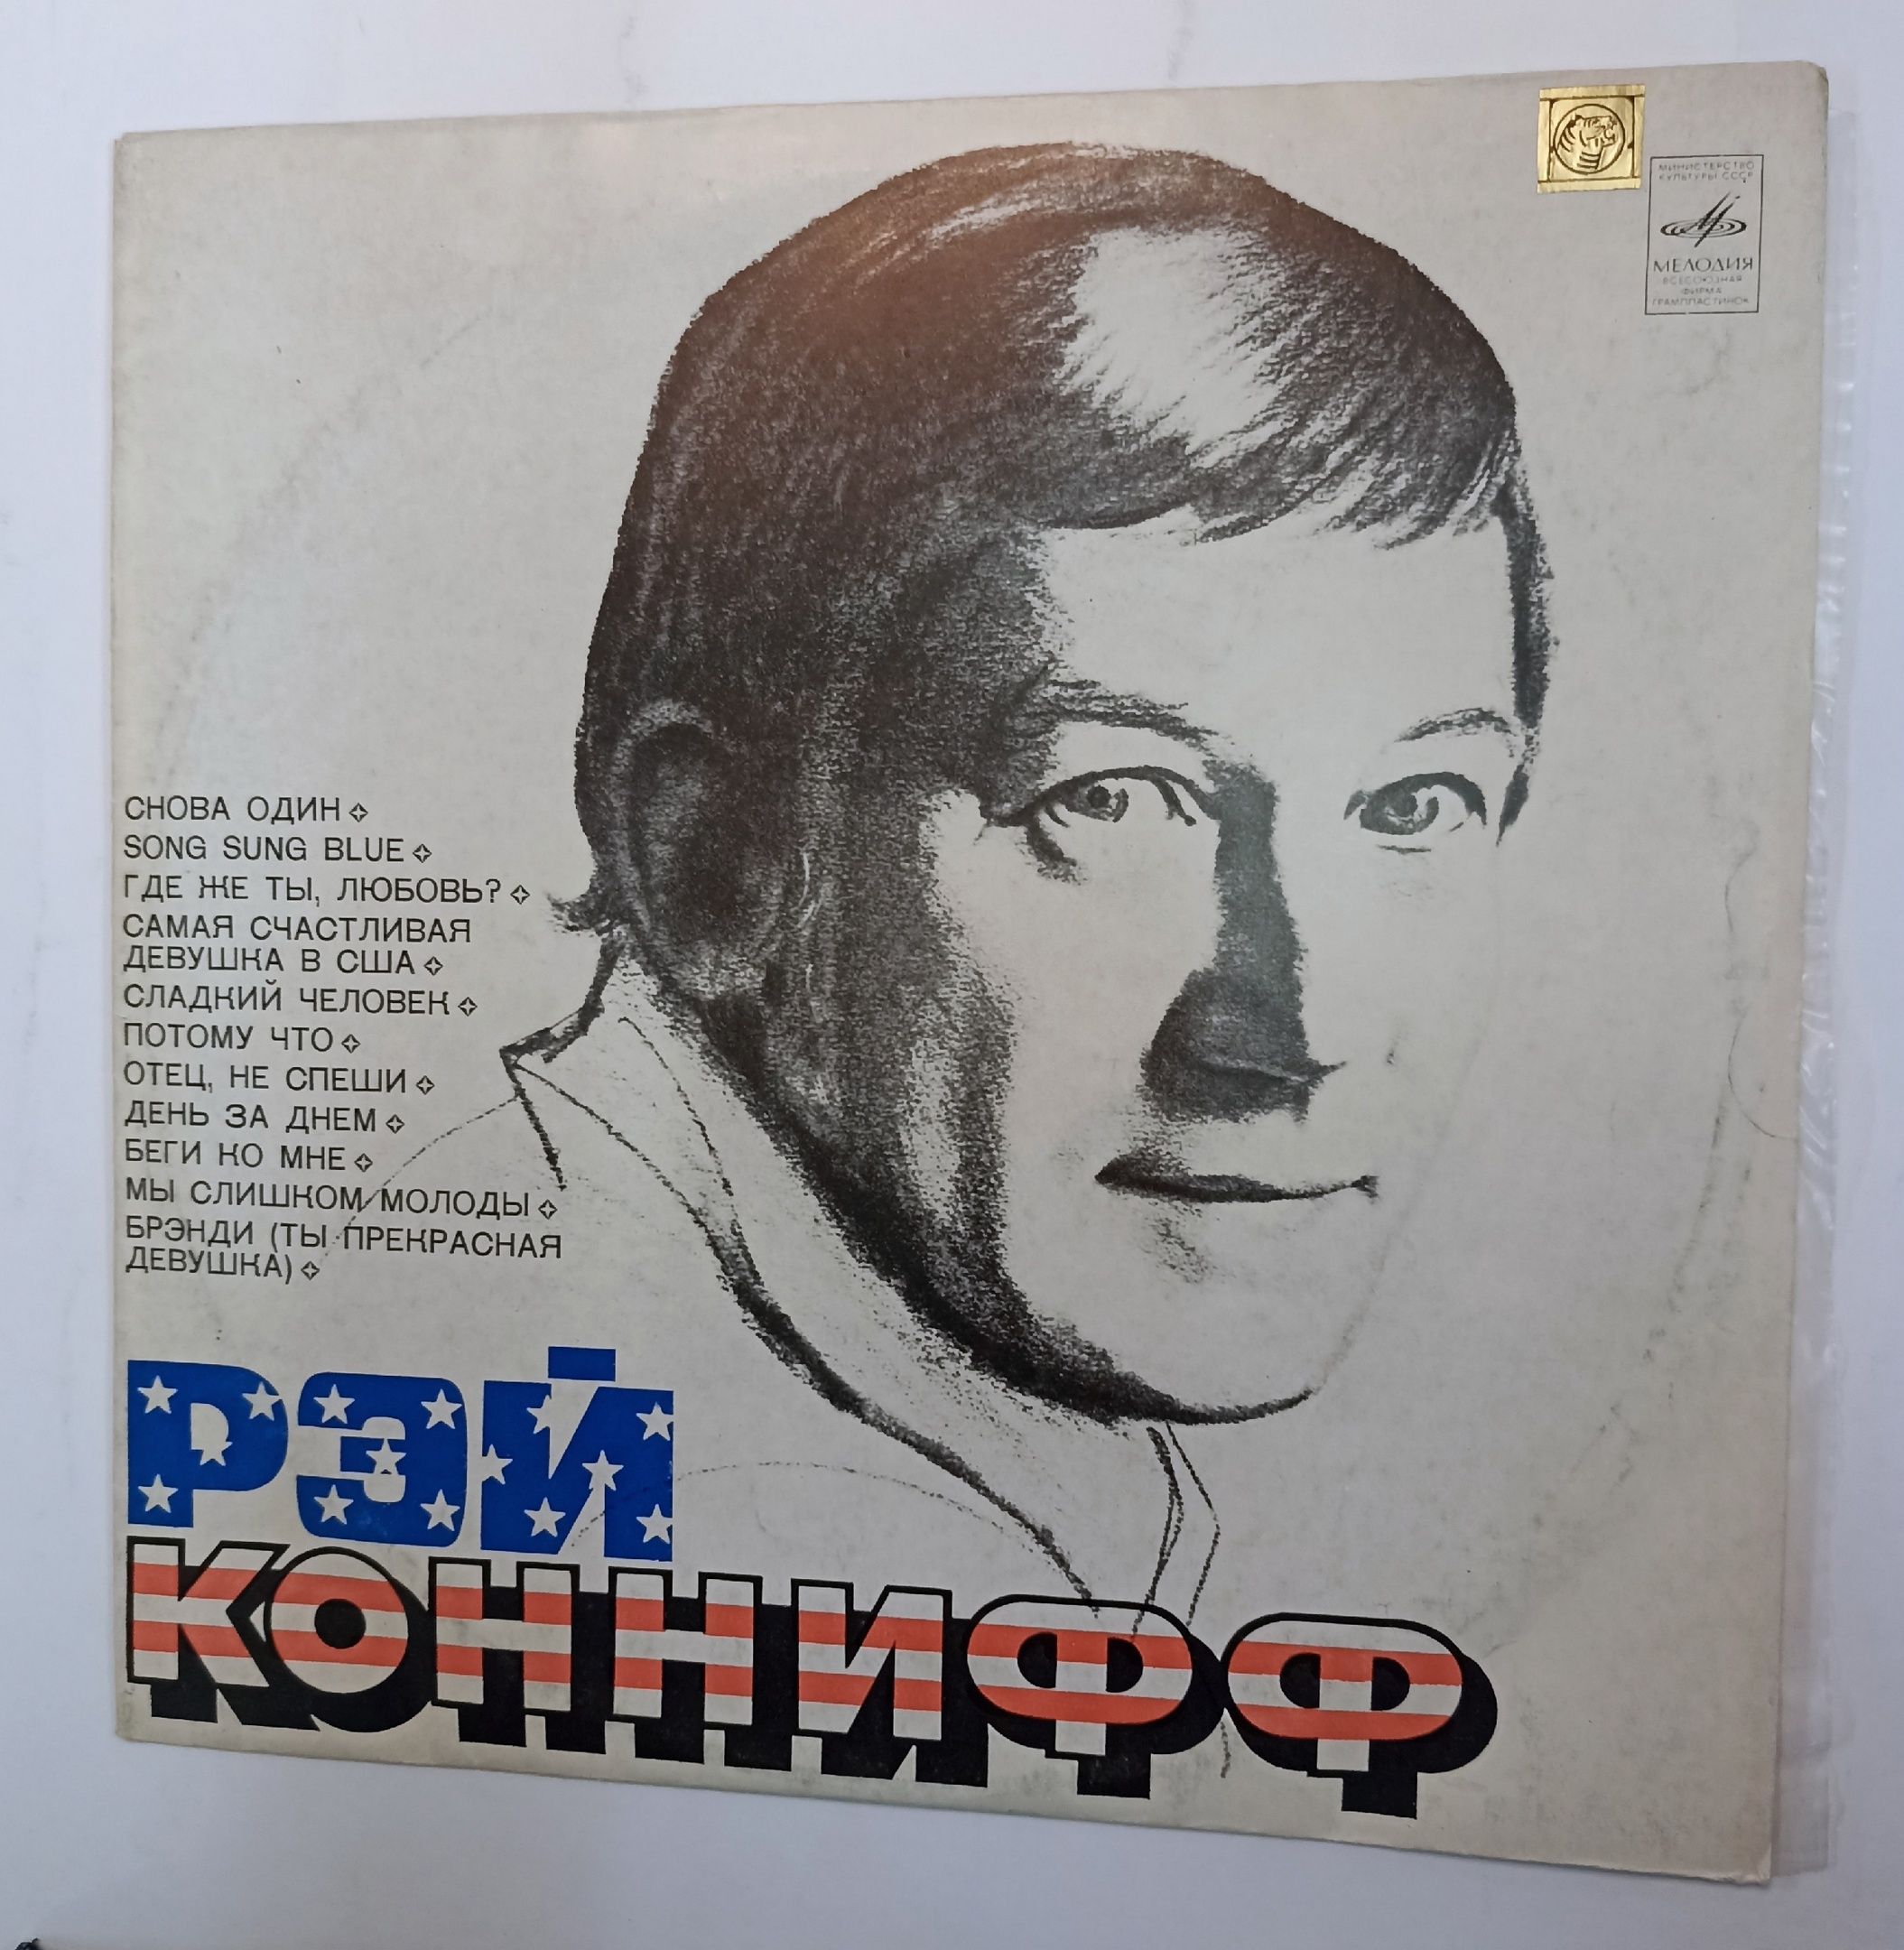 МИНИСТЕРСТВО
КУЛЬТУРЫ СССР
МЕЛОДИЯ
ВСЕСОЮЗНАЯ
ФИРМА
ГРАМПЛАСТИНОК
СНОВА ОДИН
SONG SUNG BLUE
ГДЕ ЖЕ ТЫ, ЛЮБОВЬ?
САМАЯ СЧАСТЛИВАЯ
ДЕВУШКА В США
СЛАДКИЙ ЧЕЛОВЕК
ПОТОМУ ЧТО
ОТЕЦ, НЕ СПЕШИ
ДЕНЬ ЗА ДНЕМ
БЕГИ КО МНЕ
МЫ СЛИШКОМ МОЛОДЫ
БРЭНДИ (ТЫ ПРЕКРАСНАЯ
ДЕВУШКА)
РЭЙ
КОННИФФ